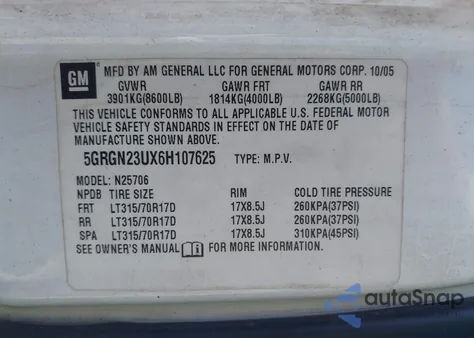 GM
MFD BY AM GENERAL LLC FOR GENERAL MOTORS CORP. 10/05
GVWR GAWR FRT GAWR RR
3901KG(8600LB) 1814KG(4000LB) 2268KG(5000LB)
THIS VEHICLE CONFORMS TO ALL APPLICABLE U.S. FEDERAL MOTOR
VEHICLE SAFETY STANDARDS IN EFFECT ON THE DATE OF
MANUFACTURE SHOWN ABOVE.
5GRGN23UX6H107625 TYPE: M.P.V.
MODEL: N25706
NPDB TIRE SIZE RIM COLD TIRE PRESSURE
FRT LT315/70R17D 17X8.5J 260KPA(37PSI)
RR LT315/70R17D 17X8.5J 260KPA(37PSI)
SPA LT315/70R17D 17X8.5J 310KPA(45PSI)
SEE OWNER'S MANUAL FOR MORE INFORMATION
autoSnap